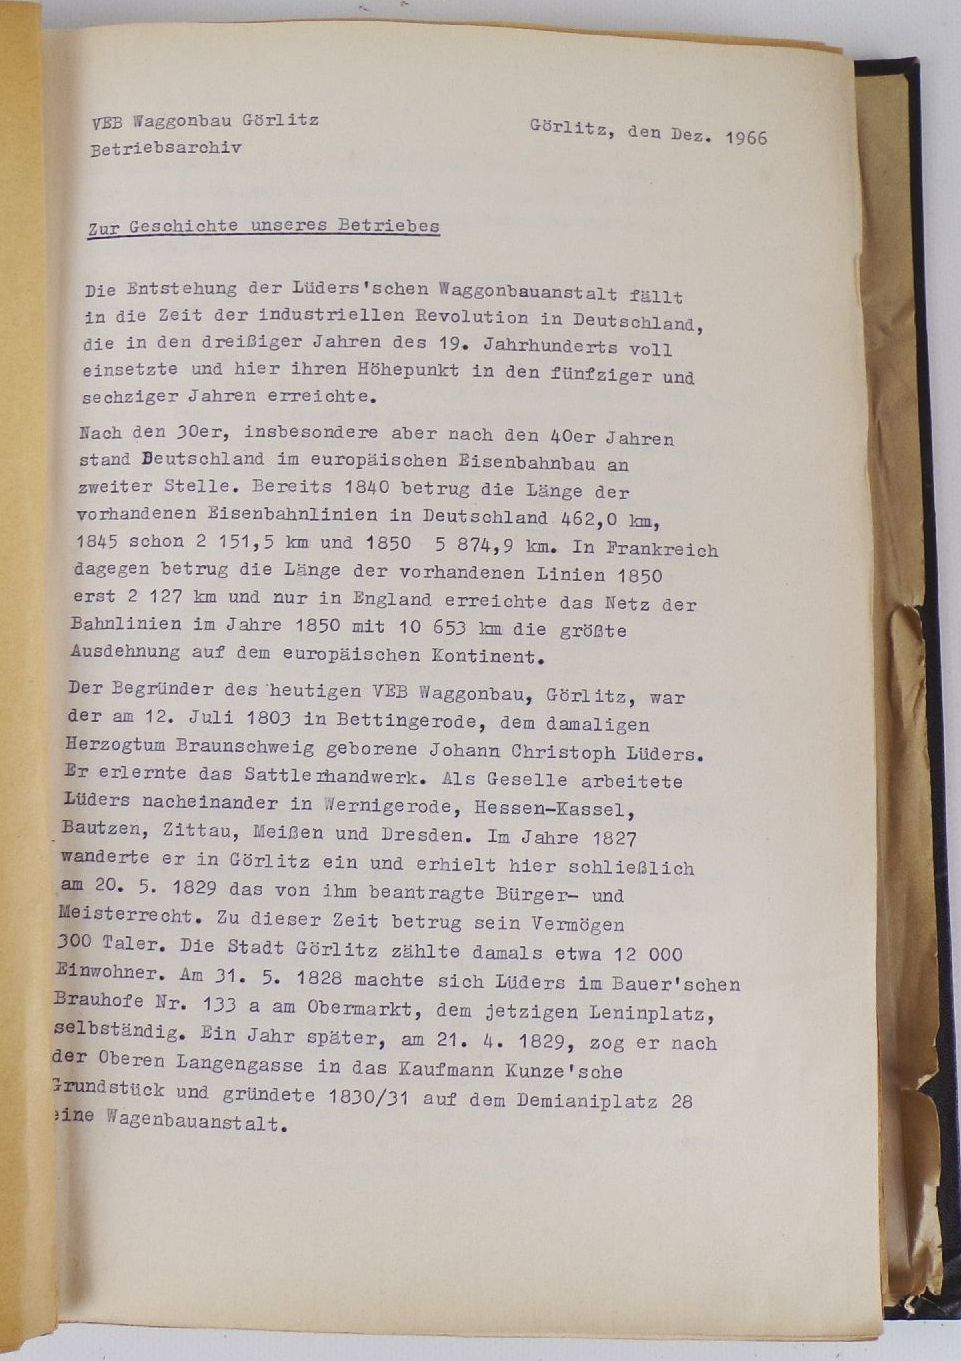 VEB Waggonbau Görlitz
Betriebsarchiv
Görlitz, den Dez. 1966
Zur Geschichte unseres Betriebes
Die Entstehung der Lüders'schen Waggonbauanstalt fällt
in die Zeit der industriellen Revolution in Deutschland,
die in den dreißiger Jahren des 19. Jahrhunderts voll
einsetzte und hier ihren Höhepunkt in den fünfziger und
sechziger Jahren erreichte.
Nach den 30er, insbesondere aber nach den 40er Jahren
stand Deutschland im europäischen Eisenbahnbau an
zweiter Stelle. Bereits 1840 betrug die Länge der
vorhandenen Eisenbahnlinien in Deutschland 462,0 km,
1845 schon 2 151,5 km und 1850 5 874,9 km. In Frankreich
dagegen betrug die Länge der vorhandenen Linien 1850
erst 2 127 km und nur in England erreichte das Netz der
Bahnlinien im Jahre 1850 mit 10 653 km die größte
Ausdehnung auf dem europäischen Kontinent.
Der Begründer des heutigen VEB Waggonbau, Görlitz, war
der am 12. Juli 1803 in Bettingerode, dem damaligen
Herzogtum Braunschweig geborene Johann Christoph Lüders.
Er erlernte das Sattlerhandwerk. Als Geselle arbeitete
Lüders nacheinander in Wernigerode, Hessen-Kassel,
Bautzen, Zittau, Meißen und Dresden. Im Jahre 1827
wanderte er in Görlitz ein und erhielt hier schließlich
am 20. 5. 1829 das von ihm beantragte Bürger- und
Meisterrecht. Zu dieser Zeit betrug sein Vermögen
300 Taler. Die Stadt Görlitz zählte damals etwa 12 000
Einwohner. Am 31. 5. 1828 machte sich Lüders im Bauer'schen
Brauhofe Nr. 133 a am Obermarkt, dem jetzigen Leninplatz,
selbständig. Ein Jahr später, am 21. 4. 1829, zog er nach
der Oberen Langengasse in das Kaufmann Kunze'sche
Grundstück und gründete 1830/31 auf dem Demianiplatz 28
eine Wagenbauanstalt.